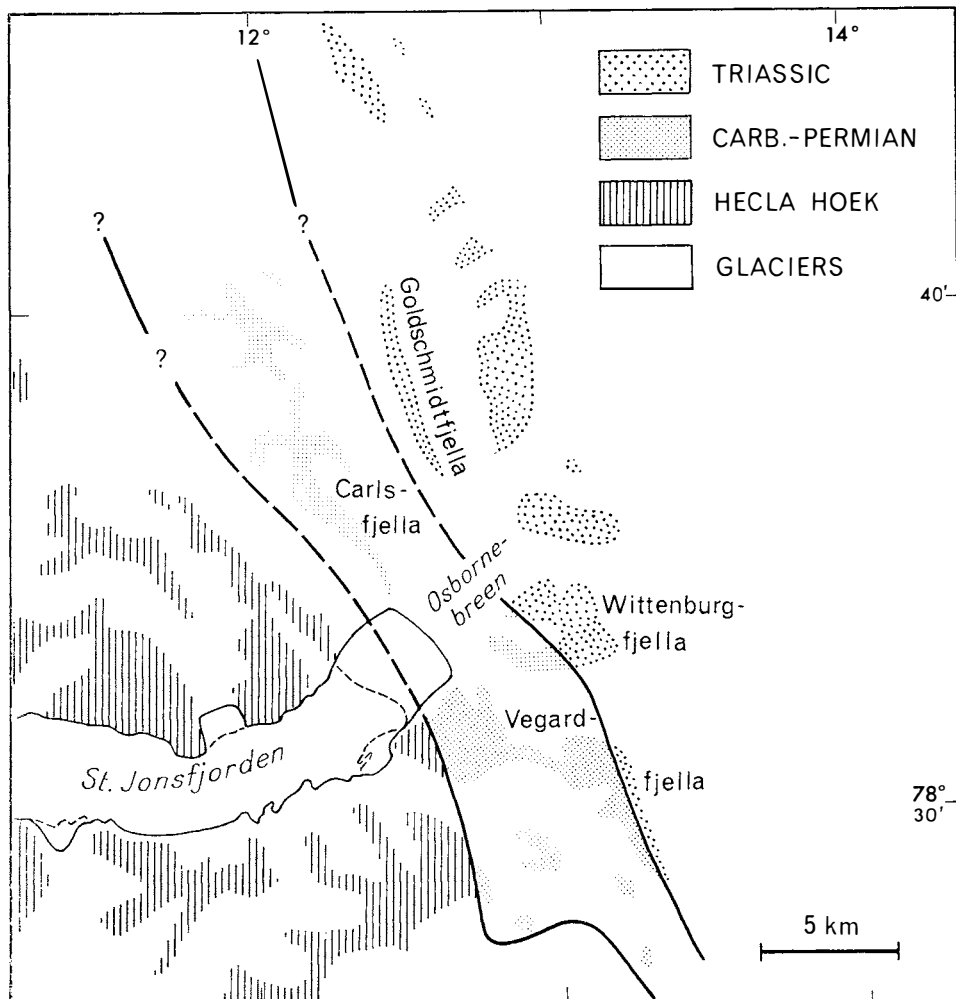 12°
14°
TRIASSIC
CARB.-PERMIAN
HECLA HOEK
GLACIERS
?
?
?
40'
Goldschmidtfjella
Carls-
fjella
Osborne-
breen
Wittenburg-
fjella
Vegard-
fjella
St. Jonsfjorden
78°
30'
5 km